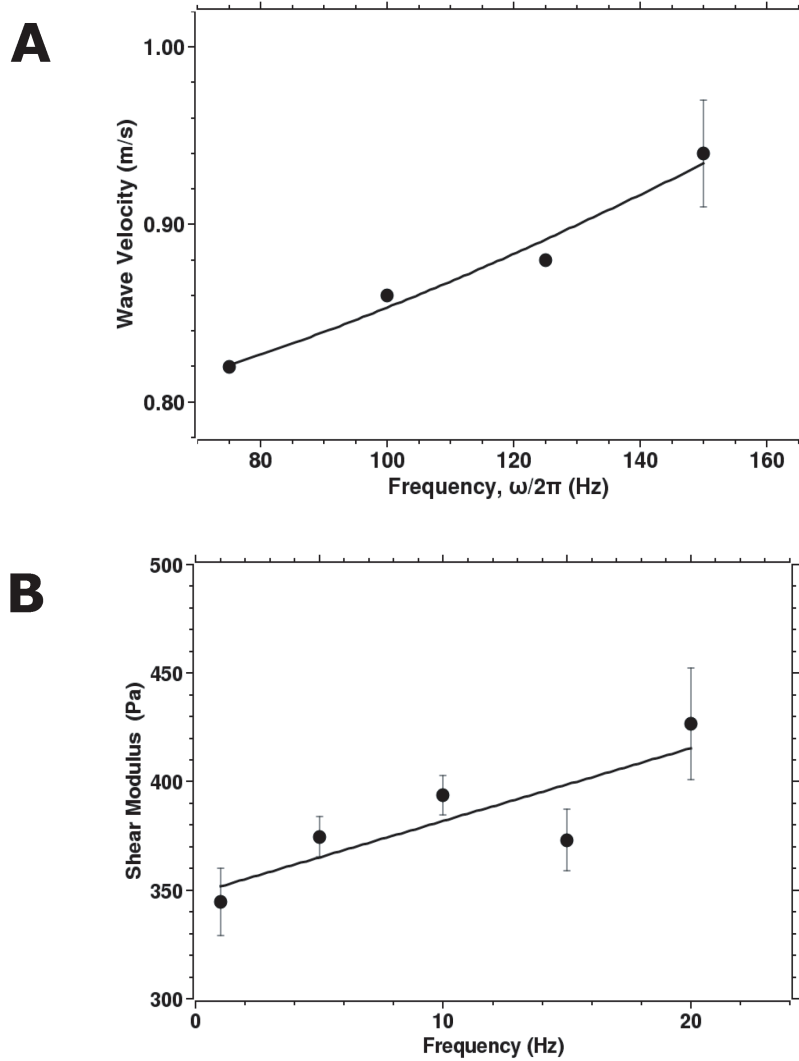 A
1.00
0.90
0.80
Wave Velocity (m/s)
80 100 120 140 160
Frequency, ω/2π (Hz)
B
500
450
400
350
300
Shear Modulus (Pa)
0 10 20
Frequency (Hz)